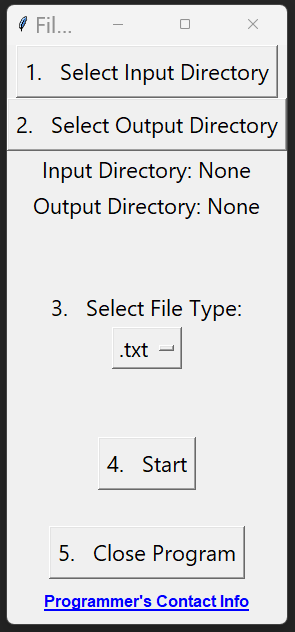 Fil...
1. Select Input Directory
2. Select Output Directory
Input Directory: None
Output Directory: None
3. Select File Type:
.txt
4. Start
5. Close Program
Programmer's Contact Info